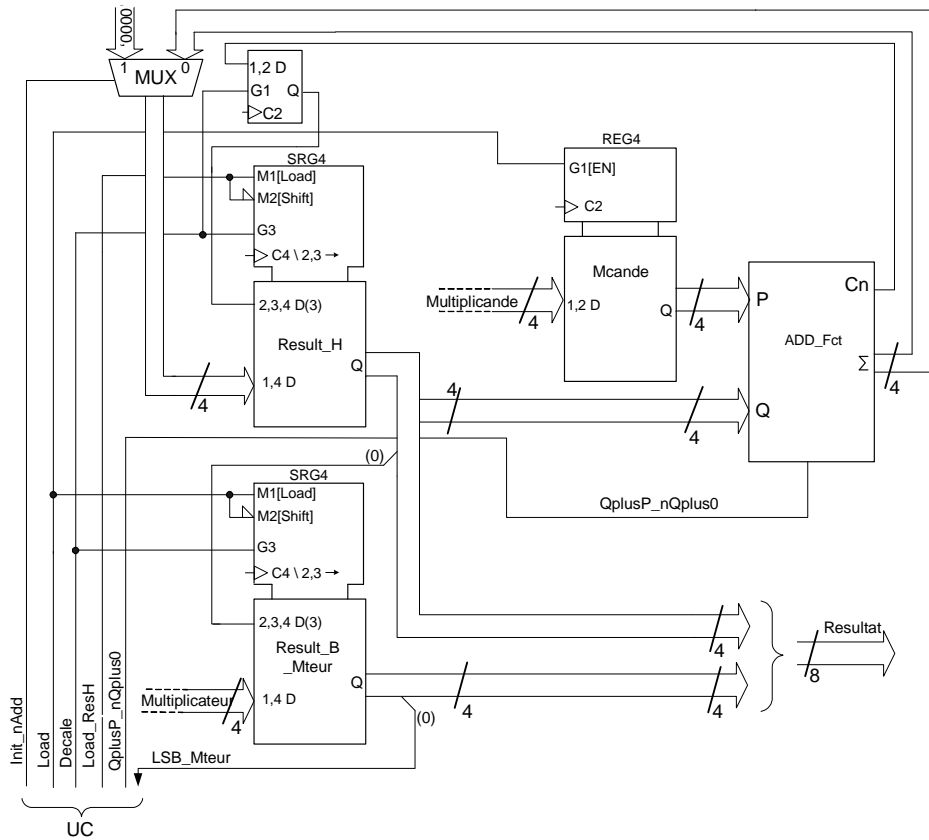 '0000'
1
0
MUX
1,2 D
G1
Q
C2
SRG4
M1[Load]
M2[Shift]
G3
C4 \ 2,3 →
2,3,4 D(3)
Result_H
Q
1,4 D
4
REG4
G1[EN]
C2
Mcande
1,2 D
Q
Multiplicande
4
4
P
Cn
ADD_Fct
Σ
4
Q
4
4
QplusP_nQplus0
(0)
SRG4
M1[Load]
M2[Shift]
G3
C4 \ 2,3 →
2,3,4 D(3)
Result_B
_Mteur
Q
1,4 D
Multiplicateur
4
(0)
4
4
4
Resultat
8
LSB_Mteur
Init_nAdd
Load
Decale
Load_ResH
QplusP_nQplus0
UC